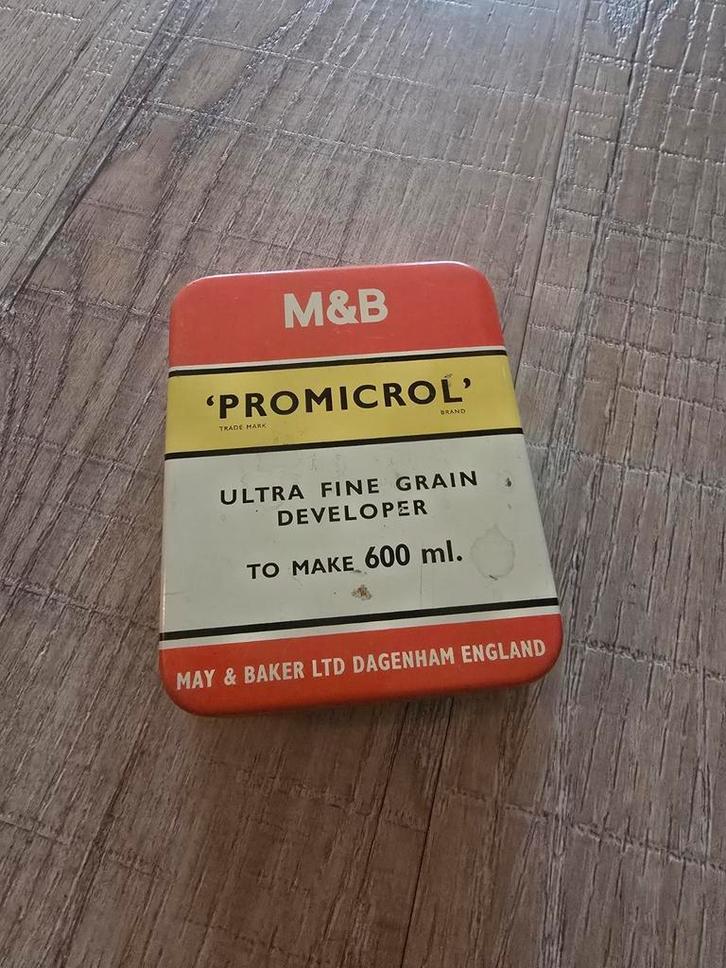 M&B
‘PROMICROL’
TRADE MARK BRAND
ULTRA FINE GRAIN
DEVELOPER
TO MAKE 600 ml.
MAY & BAKER LTD DAGENHAM ENGLAND